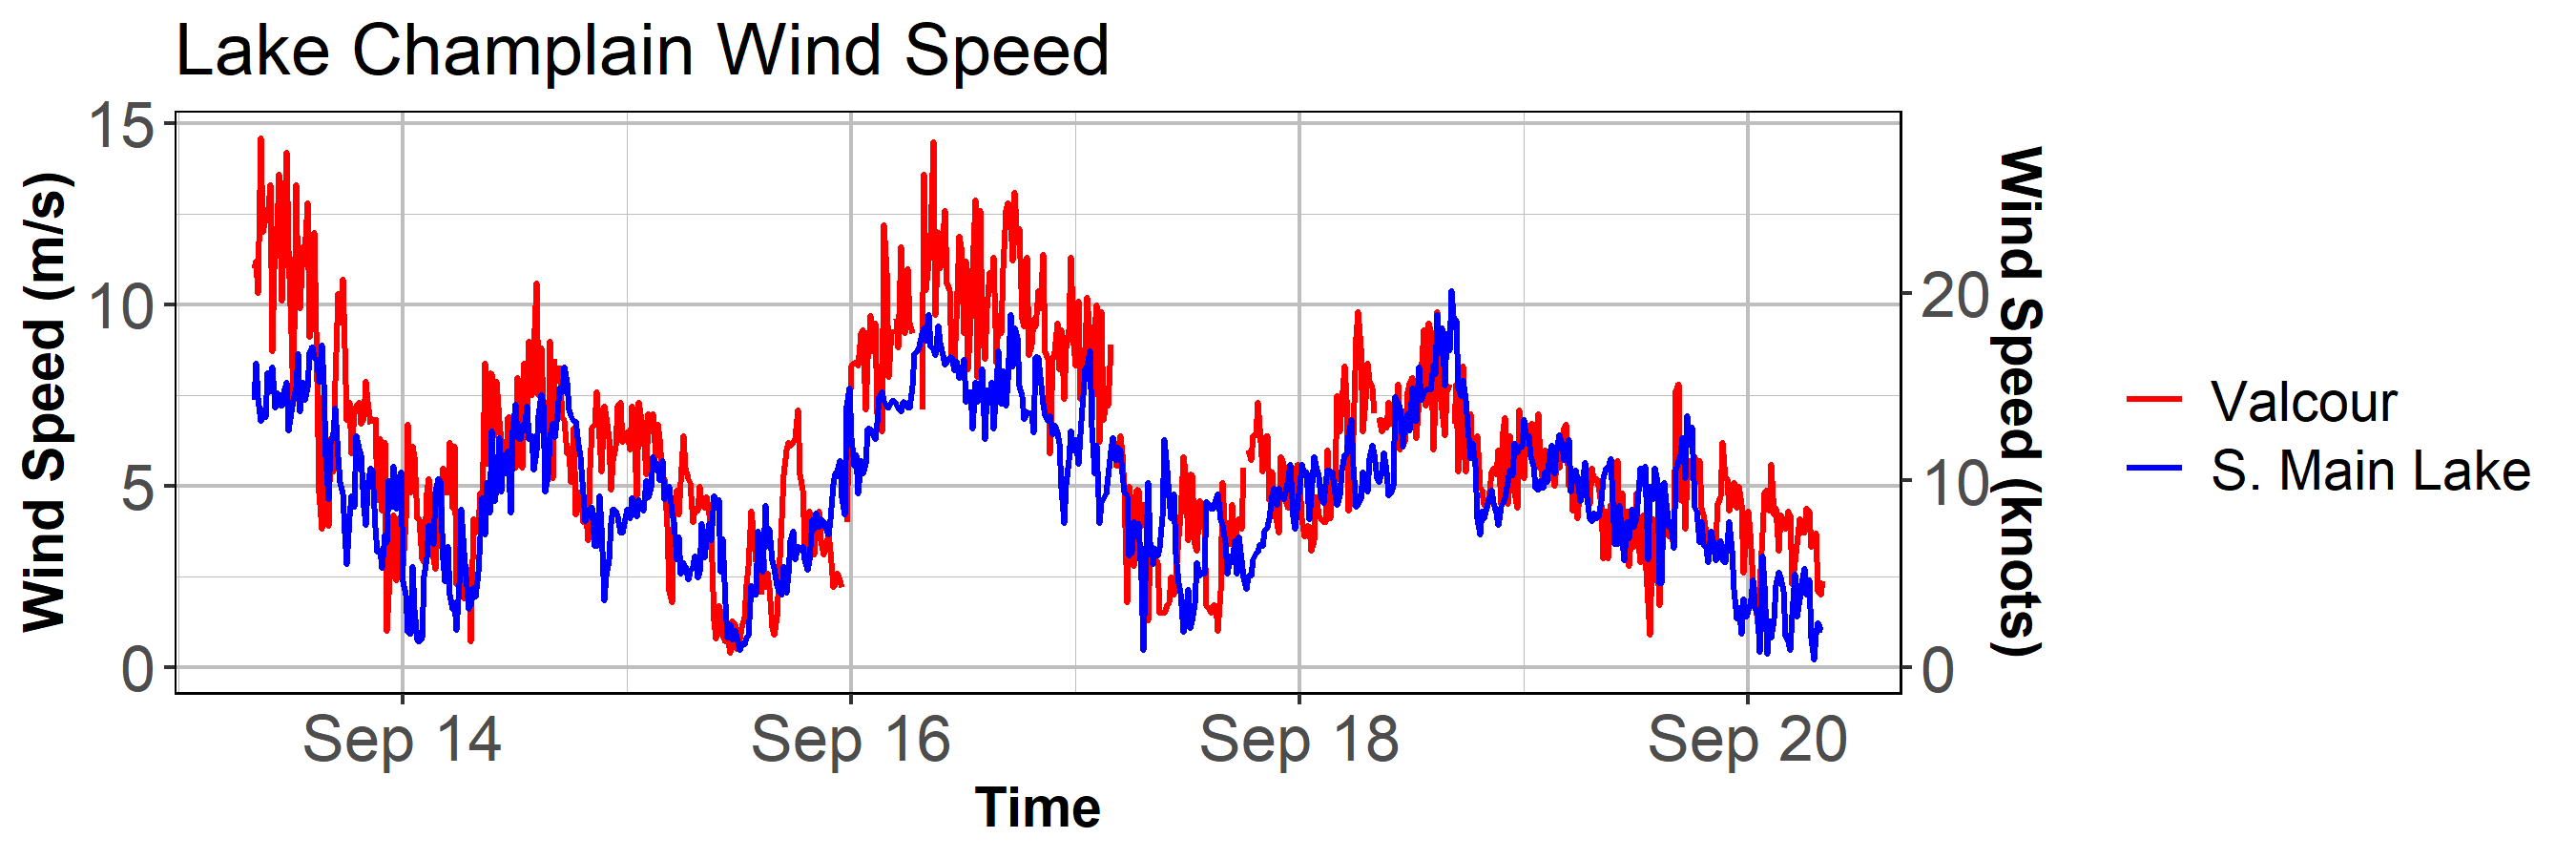 Lake Champlain Wind Speed
Wind Speed (m/s)
15
10
5
0
Sep 14
Sep 16
Sep 18
Sep 20
Time
20
10
0
Wind Speed (knots)
Valcour
S. Main Lake